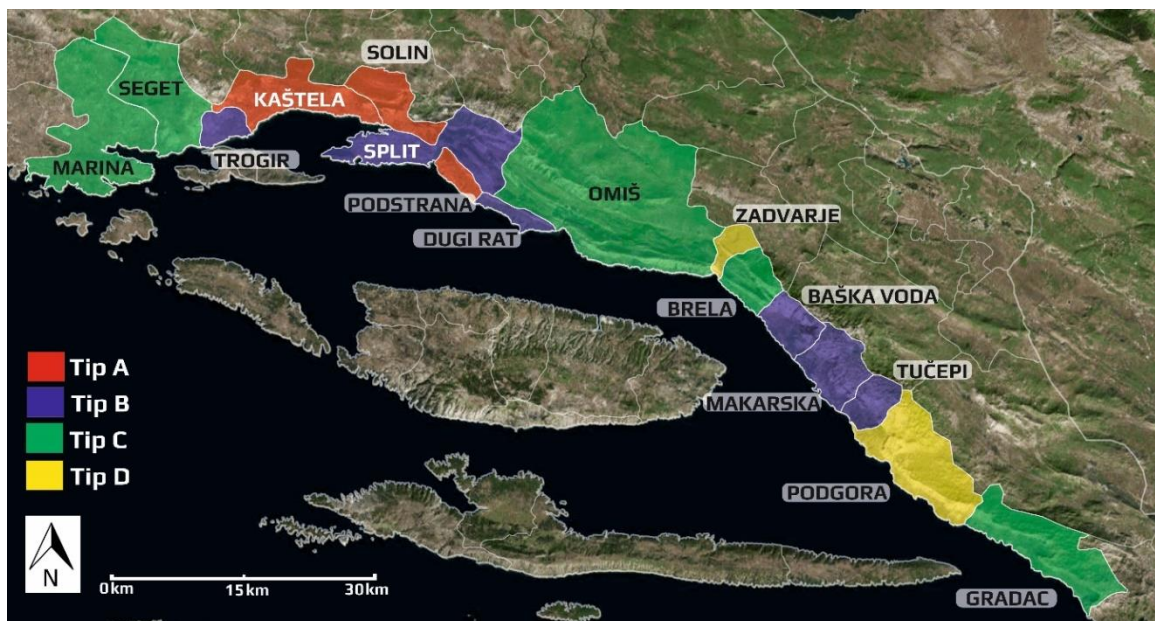 SOLIN
SEGET
KAŠTELA
MARINA
TROGIR
SPLIT
OMIŠ
PODSTRANA
ZADVARJE
DUGI RAT
BRELA
BAŠKA VODA
TUČEPI
MAKARSKA
PODGORA
GRADAC
Tip A
Tip B
Tip C
Tip D
N
0km 15km 30km